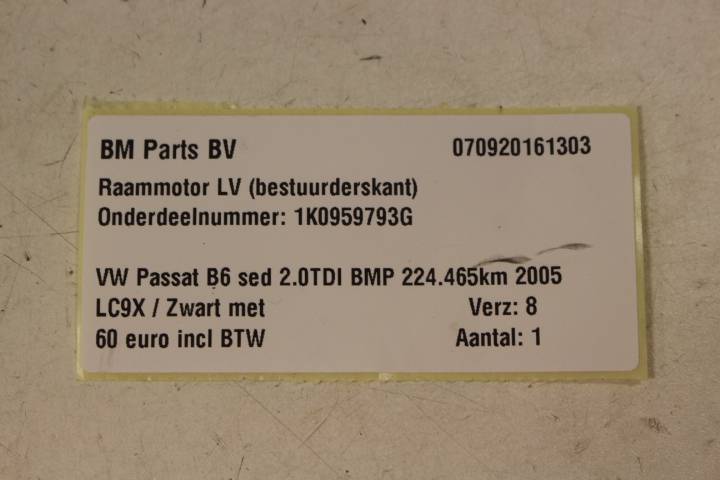 BM Parts BV 070920161303
Raammotor LV (bestuurderskant)
Onderdeelnummer: 1K0959793G
VW Passat B6 sed 2.0TDI BMP 224.465km 2005
LC9X / Zwart met Verz: 8
60 euro incl BTW Aantal: 1